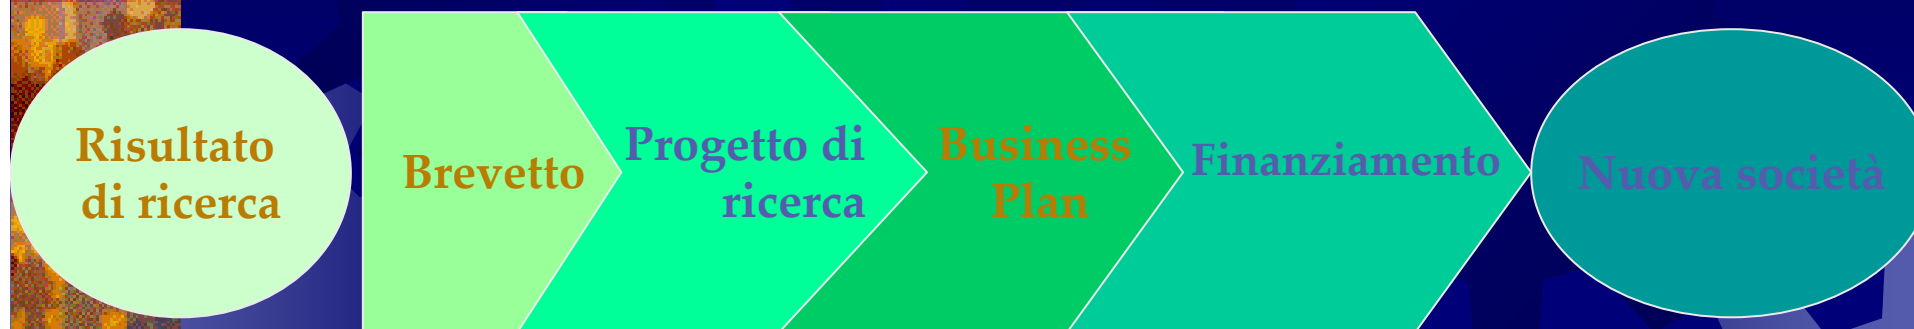 Risultato
di ricerca
Brevetto
Progetto di
ricerca
Business
Plan
Finanziamento
Nuova società